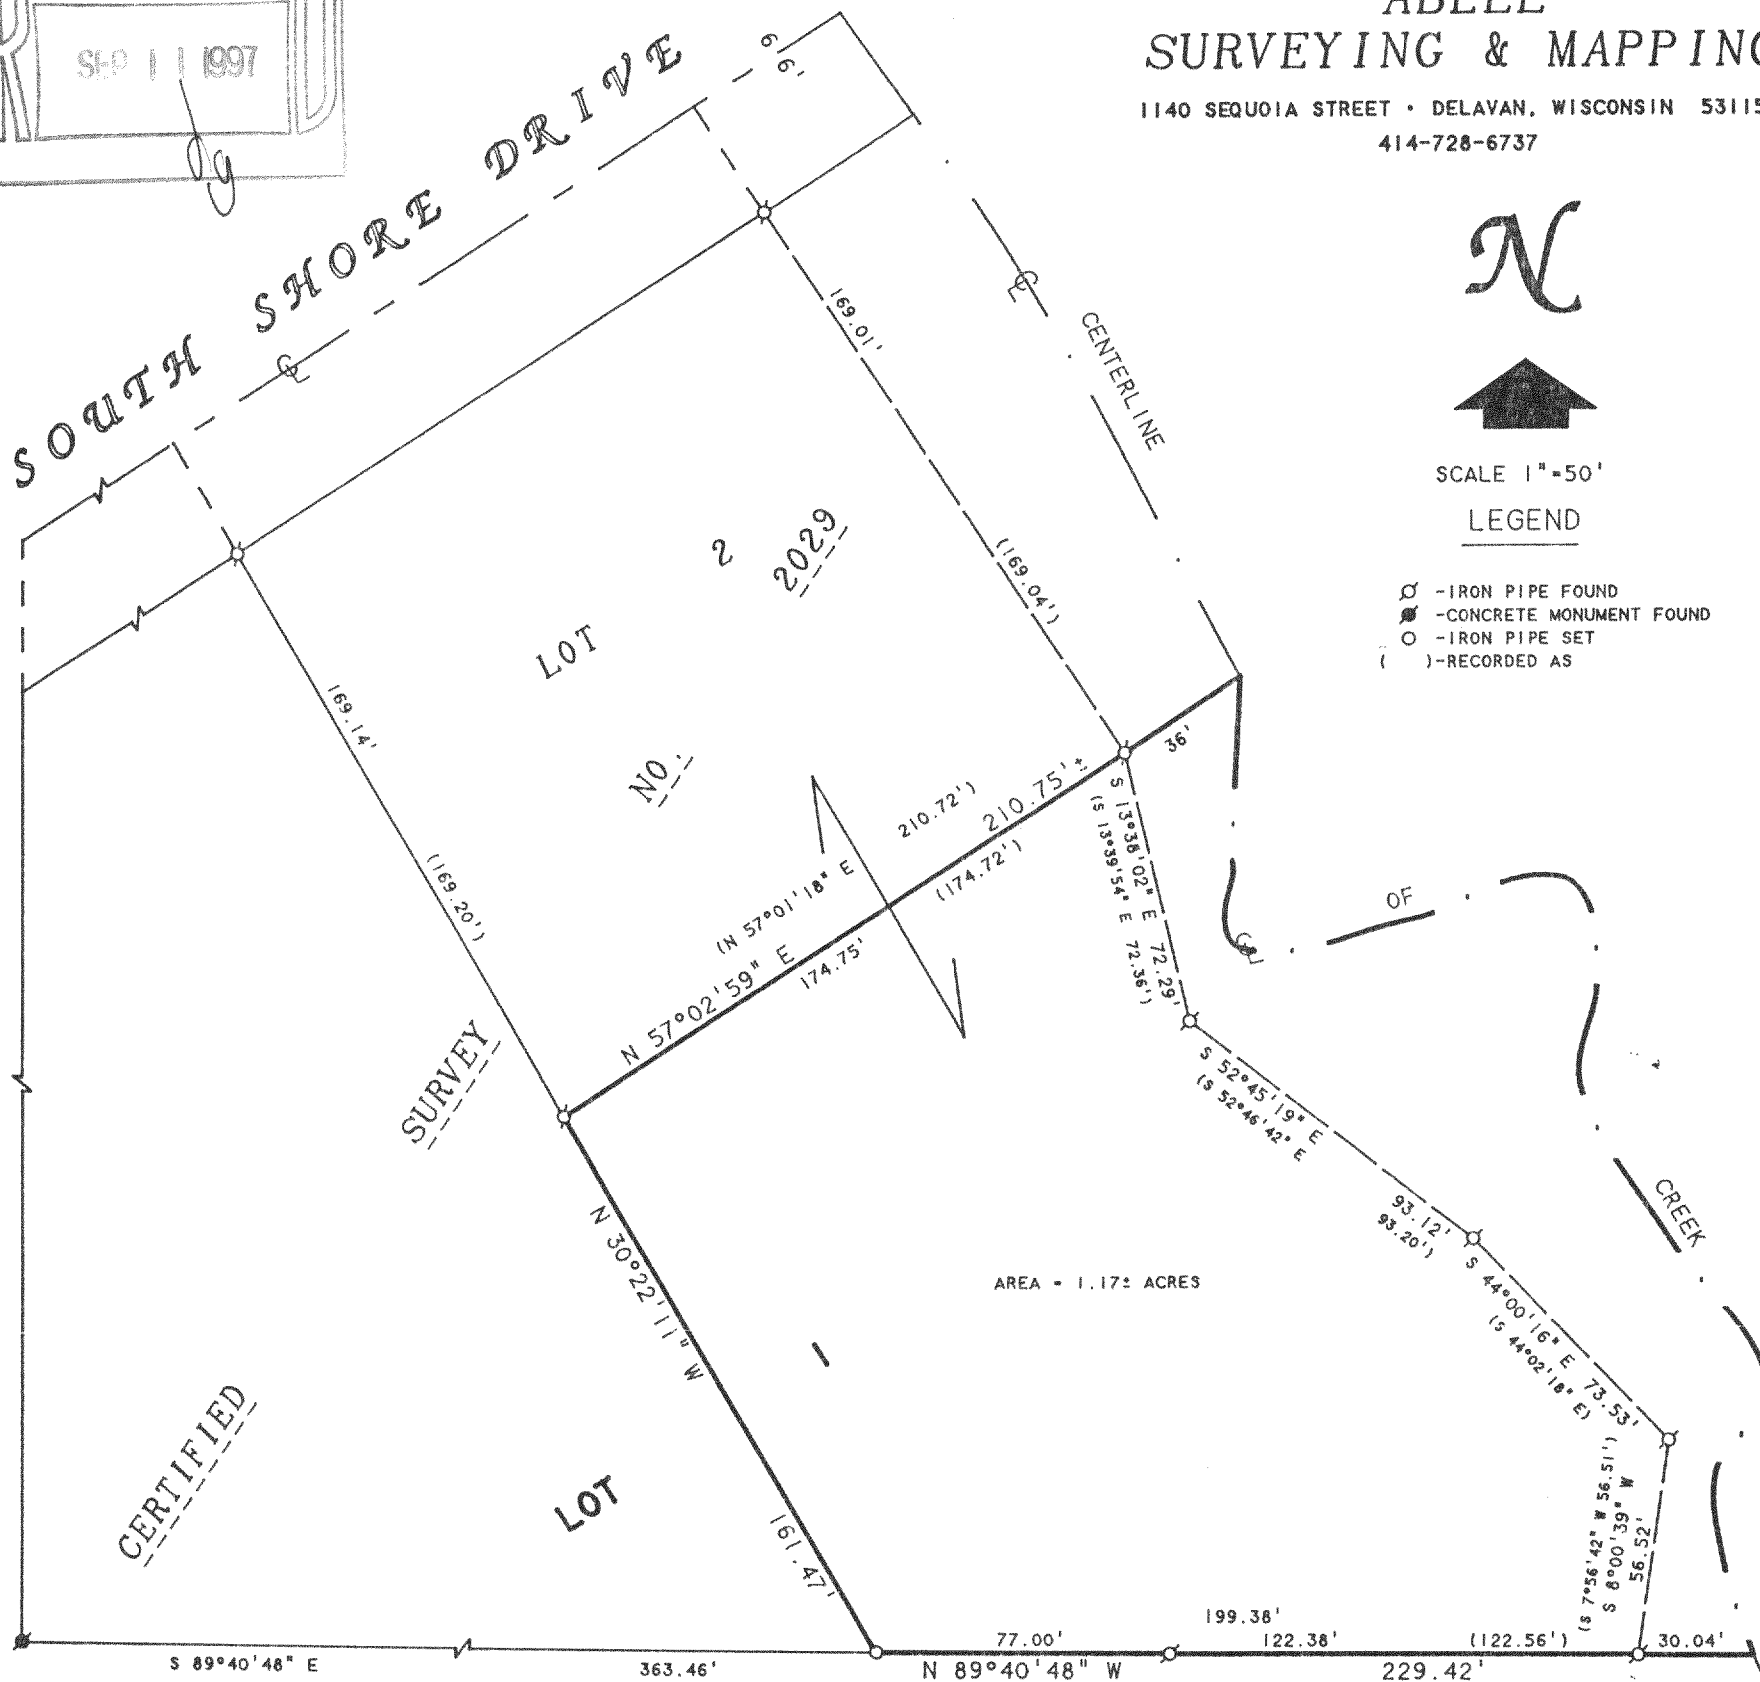 SEP 11 1997
ABELL
SURVEYING & MAPPING
1140 SEQUOIA STREET • DELAVAN, WISCONSIN 53115
414-728-6737
N
SCALE 1"=50'
LEGEND
-IRON PIPE FOUND
-CONCRETE MONUMENT FOUND
-IRON PIPE SET
( )-RECORDED AS
SOUTH SHORE DRIVE
66'
CL
CL
169.01'
(169.04')
CENTERLINE
LOT 2
CERTIFIED SURVEY NO. 2029
169.14'
(169.20')
36'
210.72')
210.75'±
(N 57°01'18" E
N 57°02'59" E
174.75'
(174.72')
S 13°38'02" E 72.29'
(S 13°39'54" E 72.36')
CL
OF
S 52°45'19" E
(S 52°46'42" E
93.12'
93.20')
CREEK
S 44°00'16" E 73.53'
(S 44°02'18" E)
N 30°22'11" W
161.47'
AREA = 1.17± ACRES
LOT
(S 7°56'42" W 56.51')
S 8°00'39" W
56.52'
199.38'
77.00'
122.38'
(122.56')
30.04'
S 89°40'48" E
363.46'
N 89°40'48" W
229.42'